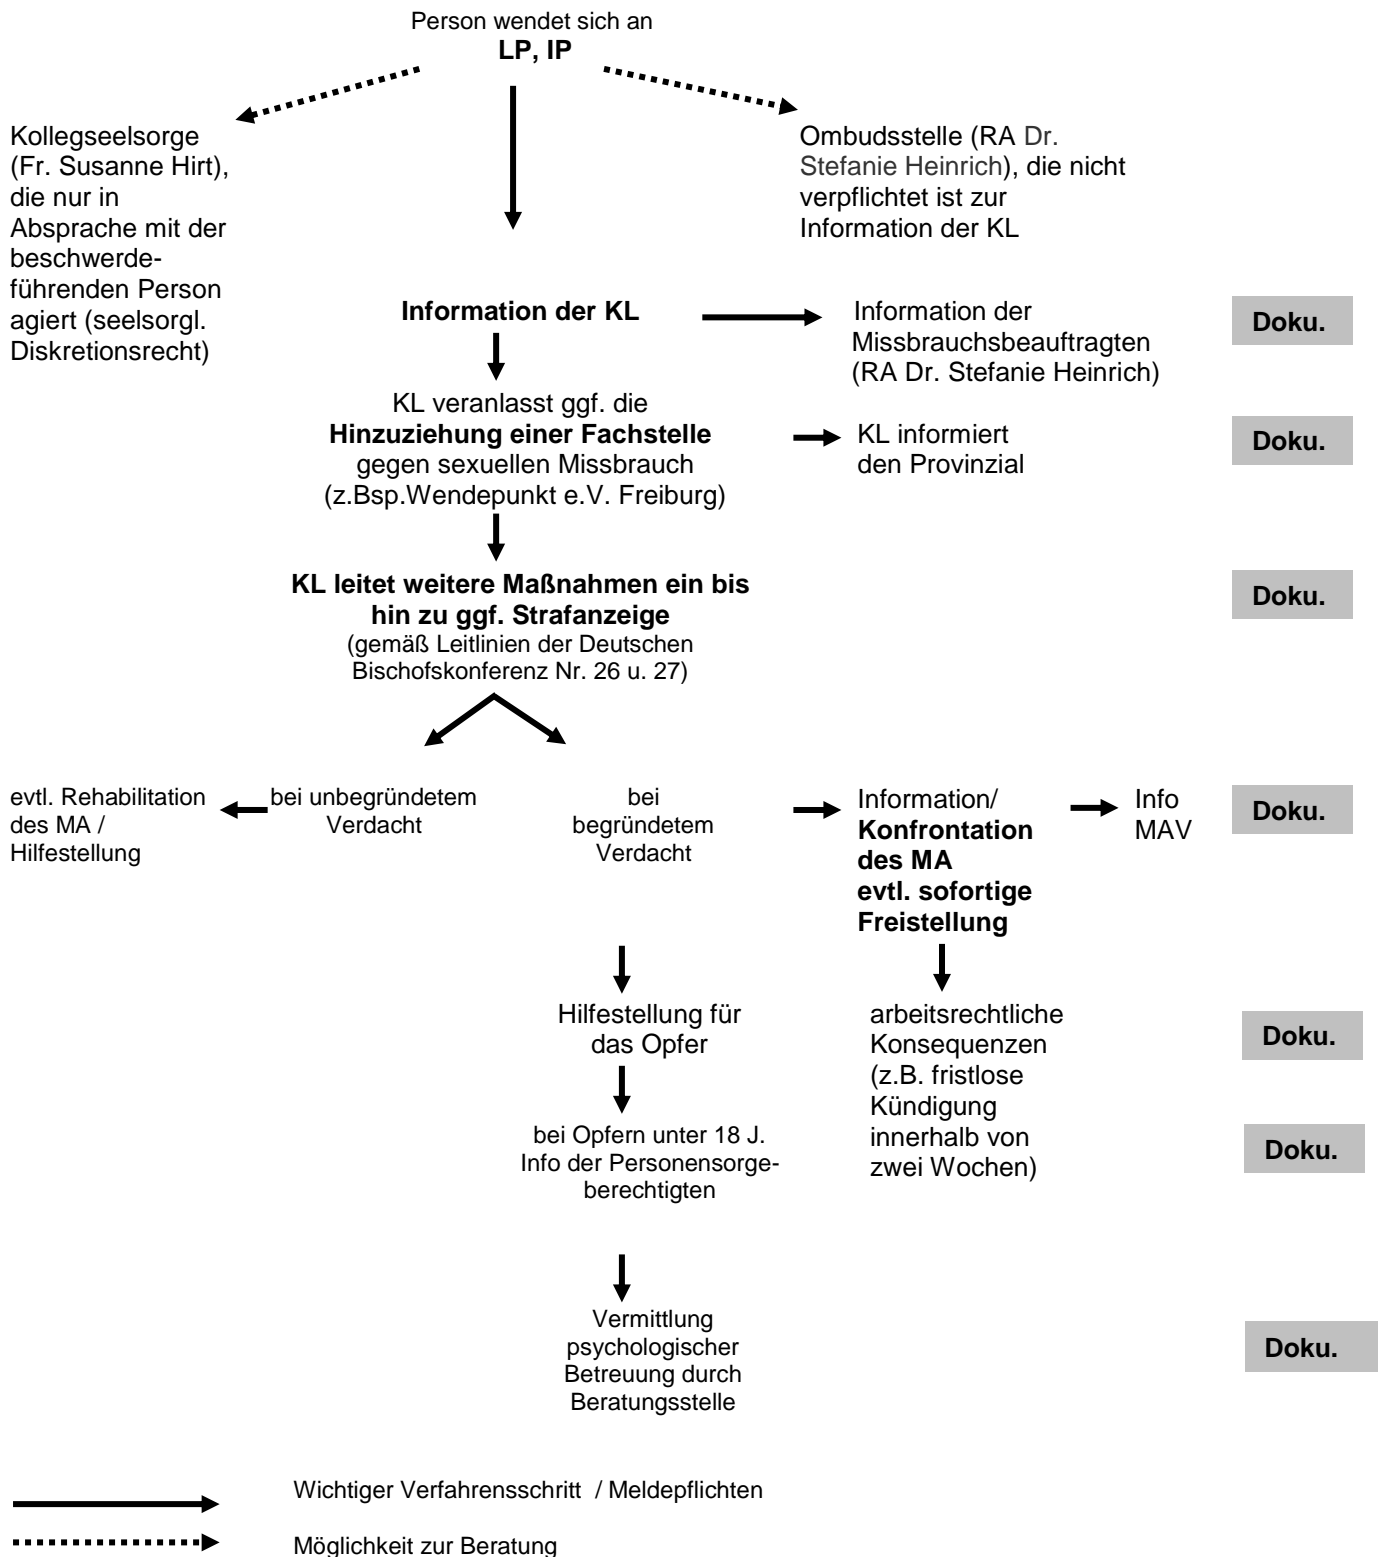 Person wendet sich an
LP, IP
Kollegseelsorge
(Fr. Susanne Hirt),
die nur in
Absprache mit der
beschwerde-
führenden Person
agiert (seelsorgl.
Diskretionsrecht)
Ombudsstelle (RA Dr.
Stefanie Heinrich), die nicht
verpflichtet ist zur
Information der KL
Information der KL
Information der
Missbrauchsbeauftragten
(RA Dr. Stefanie Heinrich)
Doku.
KL veranlasst ggf. die
Hinzuziehung einer Fachstelle
gegen sexuellen Missbrauch
(z.Bsp.Wendepunkt e.V. Freiburg)
KL informiert
den Provinzial
Doku.
KL leitet weitere Maßnahmen ein bis
hin zu ggf. Strafanzeige
(gemäß Leitlinien der Deutschen
Bischofskonferenz Nr. 26 u. 27)
Doku.
evtl. Rehabilitation
des MA /
Hilfestellung
bei unbegründetem
Verdacht
bei
begründetem
Verdacht
Information/
Konfrontation
des MA
evtl. sofortige
Freistellung
Info
MAV
Doku.
Hilfestellung für
das Opfer
arbeitsrechtliche
Konsequenzen
(z.B. fristlose
Kündigung
innerhalb von
zwei Wochen)
Doku.
bei Opfern unter 18 J.
Info der Personensorge-
berechtigten
Doku.
Vermittlung
psychologischer
Betreuung durch
Beratungsstelle
Doku.
Wichtiger Verfahrensschritt / Meldepflichten
Möglichkeit zur Beratung